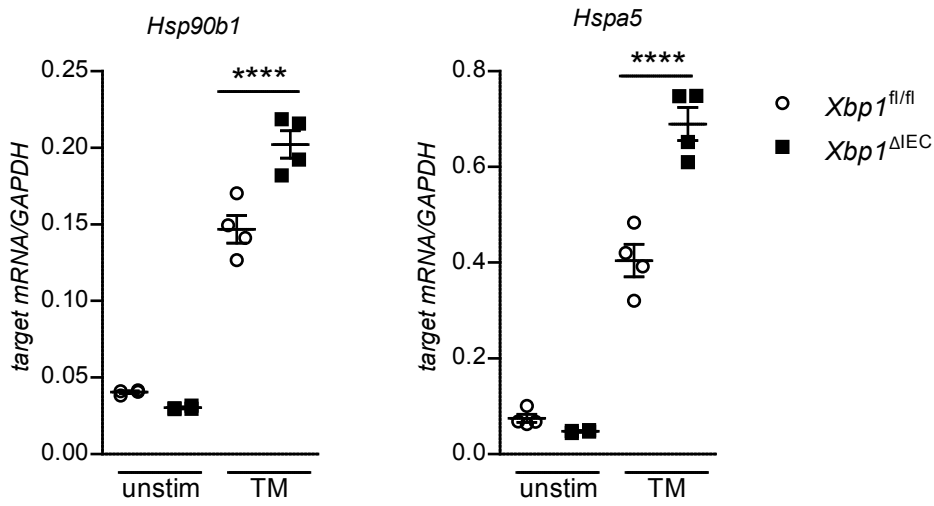 Hsp90b1
****
target mRNA/GAPDH
0.25
0.20
0.15
0.10
0.05
0.00
unstim TM
Hspa5
****
target mRNA/GAPDH
0.8
0.6
0.4
0.2
0.0
unstim TM
Xbp1fl/fl
Xbp1ΔIEC